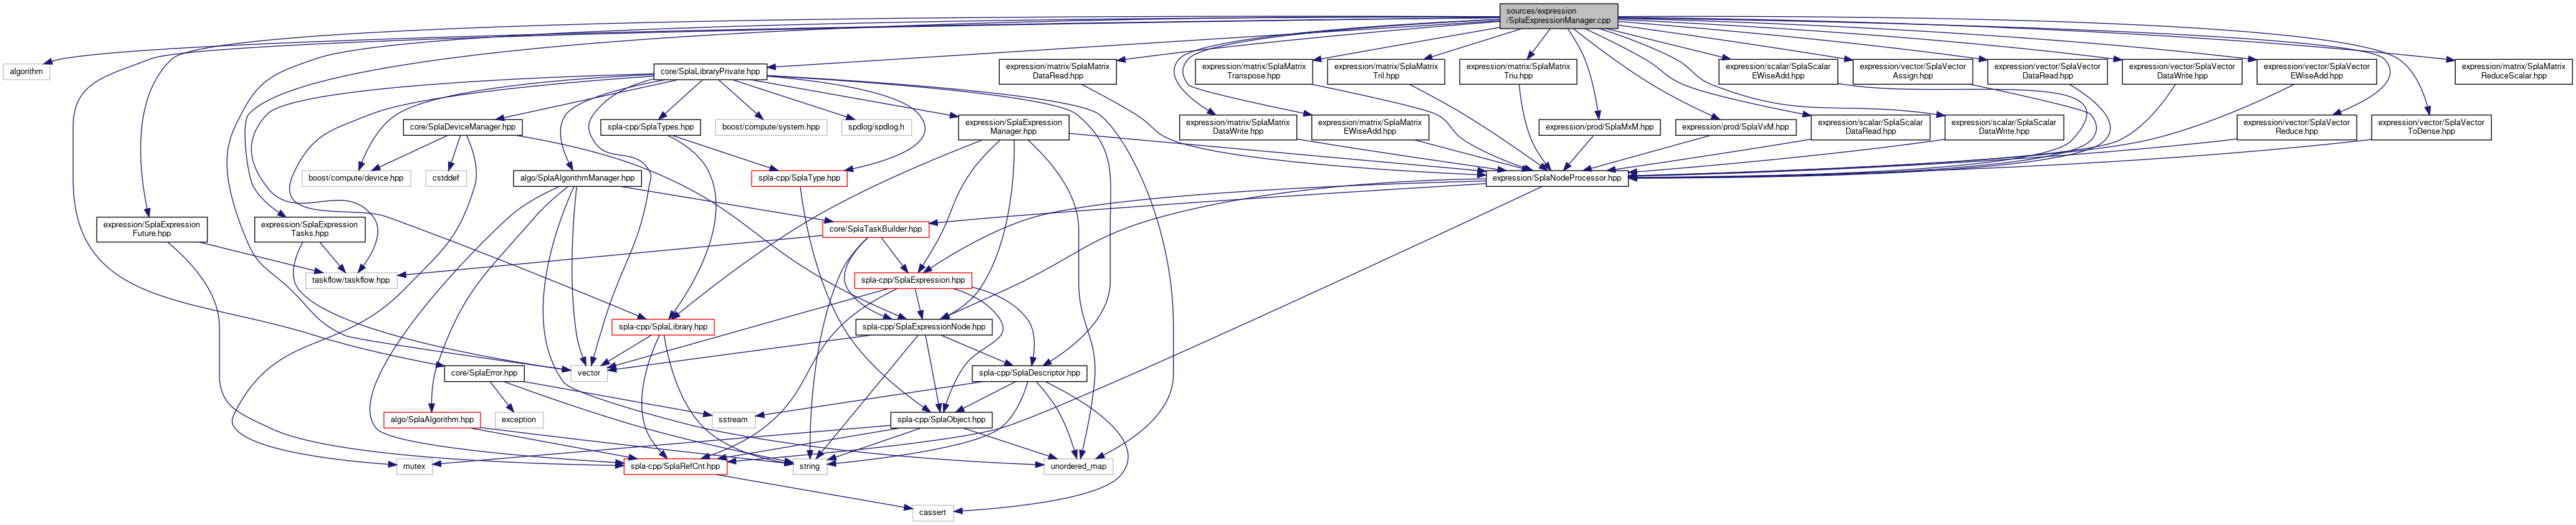 sources/expression
/SplaExpressionManager.cpp
algorithm
core/SplaLibraryPrivate.hpp
expression/matrix/SplaMatrix
DataRead.hpp
expression/matrix/SplaMatrix
Transpose.hpp
expression/matrix/SplaMatrix
Tril.hpp
expression/matrix/SplaMatrix
Triu.hpp
expression/scalar/SplaScalar
EWiseAdd.hpp
expression/vector/SplaVector
Assign.hpp
expression/vector/SplaVector
DataRead.hpp
expression/vector/SplaVector
DataWrite.hpp
expression/vector/SplaVector
EWiseAdd.hpp
expression/matrix/SplaMatrix
ReduceScalar.hpp
core/SplaDeviceManager.hpp
spla-cpp/SplaTypes.hpp
boost/compute/system.hpp
spdlog/spdlog.h
expression/SplaExpression
Manager.hpp
expression/matrix/SplaMatrix
DataWrite.hpp
expression/matrix/SplaMatrix
EWiseAdd.hpp
expression/prod/SplaMxM.hpp
expression/prod/SplaVxM.hpp
expression/scalar/SplaScalar
DataRead.hpp
expression/scalar/SplaScalar
DataWrite.hpp
expression/vector/SplaVector
Reduce.hpp
expression/vector/SplaVector
ToDense.hpp
boost/compute/device.hpp
cstddef
algo/SplaAlgorithmManager.hpp
spla-cpp/SplaType.hpp
expression/SplaNodeProcessor.hpp
expression/SplaExpression
Future.hpp
expression/SplaExpression
Tasks.hpp
core/SplaTaskBuilder.hpp
taskflow/taskflow.hpp
spla-cpp/SplaExpression.hpp
spla-cpp/SplaLibrary.hpp
spla-cpp/SplaExpressionNode.hpp
core/SplaError.hpp
vector
spla-cpp/SplaDescriptor.hpp
algo/SplaAlgorithm.hpp
exception
sstream
spla-cpp/SplaObject.hpp
mutex
spla-cpp/SplaRefCnt.hpp
string
unordered_map
cassert